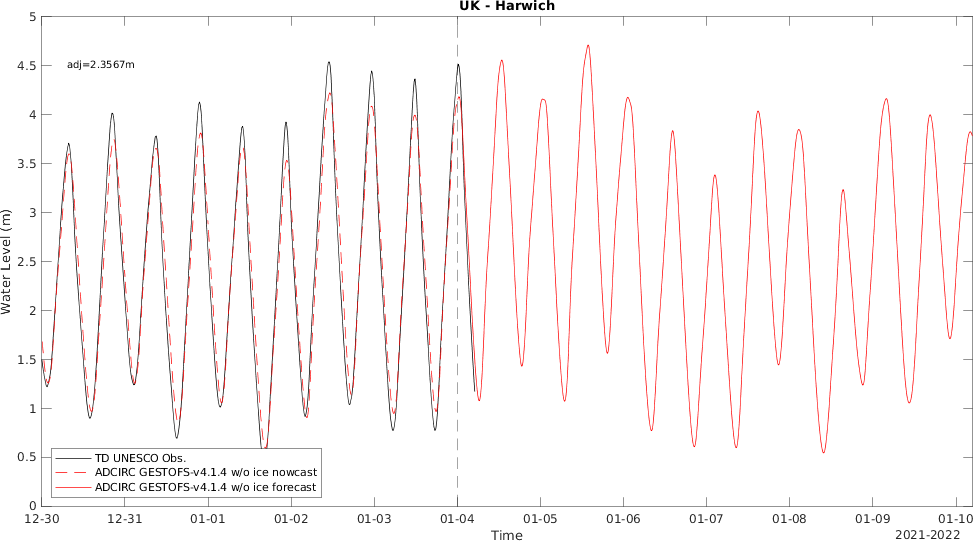 UK - Harwich
adj=2.3567m
5
4.5
4
3.5
3
2.5
2
1.5
1
0.5
0
Water Level (m)
TD UNESCO Obs.
ADCIRC GESTOFS-v4.1.4 w/o ice nowcast
ADCIRC GESTOFS-v4.1.4 w/o ice forecast
12-30 12-31 01-01 01-02 01-03 01-04 01-05 01-06 01-07 01-08 01-09 01-10
Time
2021-2022